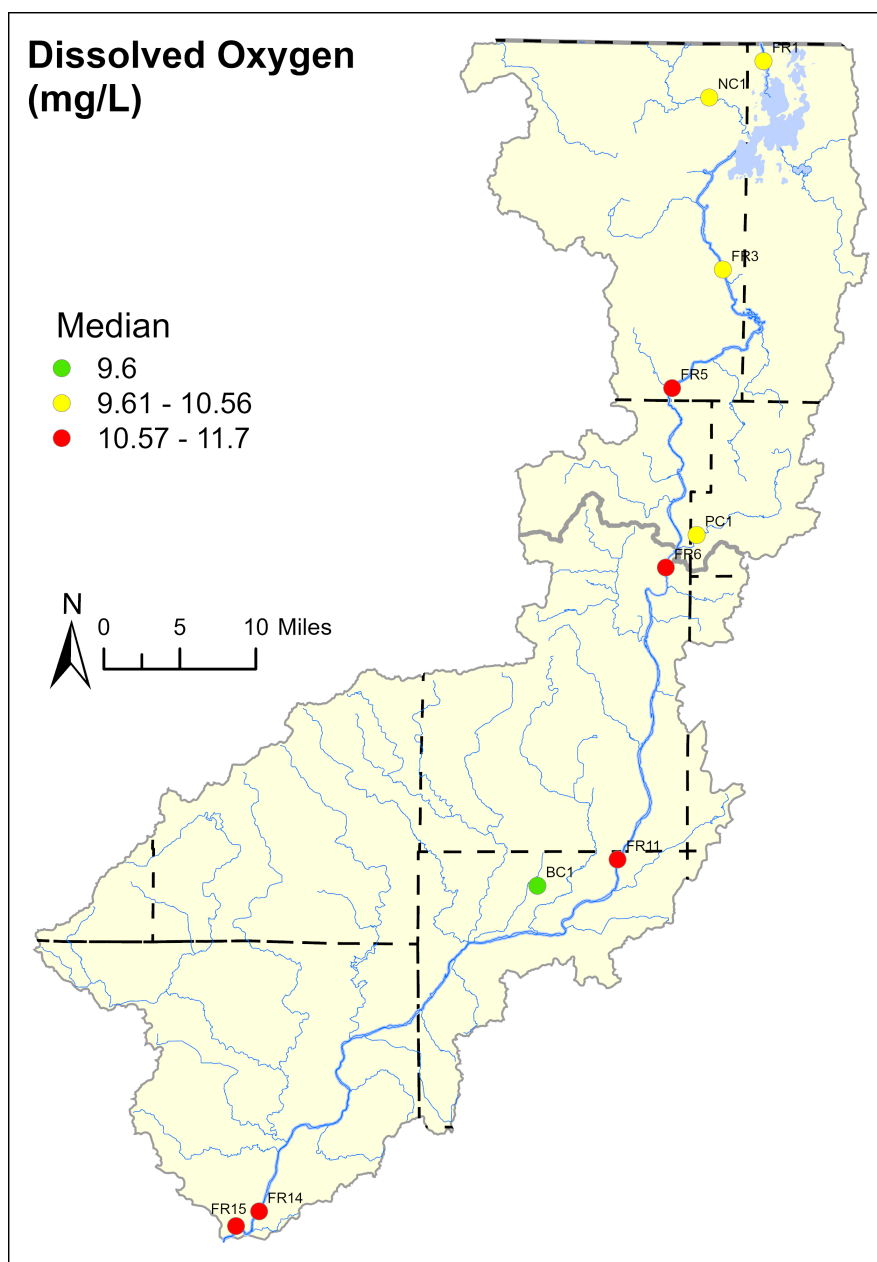 Dissolved Oxygen
(mg/L)
FR1
NC1
FR3
Median
9.6
9.61 - 10.56
10.57 - 11.7
FR5
PC1
FR6
N
0 5 10 Miles
FR11
BC1
FR14
FR15